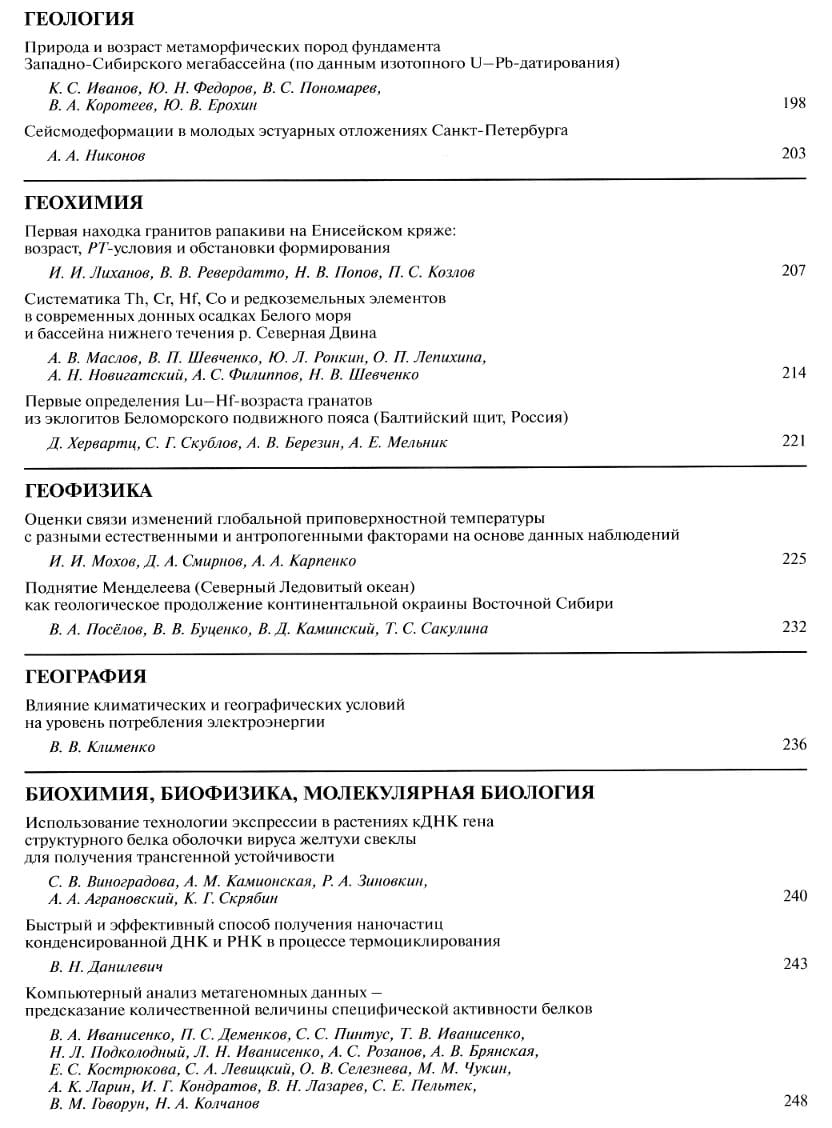 ГЕОЛОГИЯ
Природа и возраст метаморфических пород фундамента
Западно-Сибирского мегабассейна (по данным изотопного U–Pb-датирования)
К. С. Иванов, Ю. Н. Федоров, В. С. Пономарев,
В. А. Коротеев, Ю. В. Ерохин 198
Сейсмодеформации в молодых эстуарных отложениях Санкт-Петербурга
А. А. Никонов 203
ГЕОХИМИЯ
Первая находка гранитов рапакиви на Енисейском кряже:
возраст, PT-условия и обстановки формирования
И. И. Лиханов, В. В. Ревердатто, Н. В. Попов, П. С. Козлов 207
Систематика Th, Cr, Hf, Co и редкоземельных элементов
в современных донных осадках Белого моря
и бассейна нижнего течения р. Северная Двина
А. В. Маслов, В. П. Шевченко, Ю. Л. Ронкин, О. П. Лепихина,
А. Н. Новигатский, А. С. Филиппов, Н. В. Шевченко 214
Первые определения Lu–Hf-возраста гранатов
из эклогитов Беломорского подвижного пояса (Балтийский щит, Россия)
Д. Хервартц, С. Г. Скублов, А. В. Березин, А. Е. Мельник 221
ГЕОФИЗИКА
Оценки связи изменений глобальной приповерхностной температуры
с разными естественными и антропогенными факторами на основе данных наблюдений
И. И. Мохов, Д. А. Смирнов, А. А. Карпенко 225
Поднятие Менделеева (Северный Ледовитый океан)
как геологическое продолжение континентальной окраины Восточной Сибири
В. А. Посёлов, В. В. Буценко, В. Д. Каминский, Т. С. Сакулина 232
ГЕОГРАФИЯ
Влияние климатических и географических условий
на уровень потребления электроэнергии
В. В. Клименко 236
БИОХИМИЯ, БИОФИЗИКА, МОЛЕКУЛЯРНАЯ БИОЛОГИЯ
Использование технологии экспрессии в растениях кДНК гена
структурного белка оболочки вируса желтухи свеклы
для получения трансгенной устойчивости
С. В. Виноградова, А. М. Камионская, Р. А. Зиновкин,
А. А. Аграновский, К. Г. Скрябин 240
Быстрый и эффективный способ получения наночастиц
конденсированной ДНК и РНК в процессе термоциклирования
В. Н. Данилевич 243
Компьютерный анализ метагеномных данных –
предсказание количественной величины специфической активности белков
В. А. Иванисенко, П. С. Деменков, С. С. Пинтус, Т. В. Иванисенко,
Н. Л. Подколодный, Л. Н. Иванисенко, А. С. Розанов, А. В. Брянская,
Е. С. Кострюкова, С. А. Левицкий, О. В. Селезнева, М. М. Чукин,
А. К. Ларин, И. Г. Кондратов, В. Н. Лазарев, С. Е. Пельтек,
В. М. Говорун, Н. А. Колчанов 248